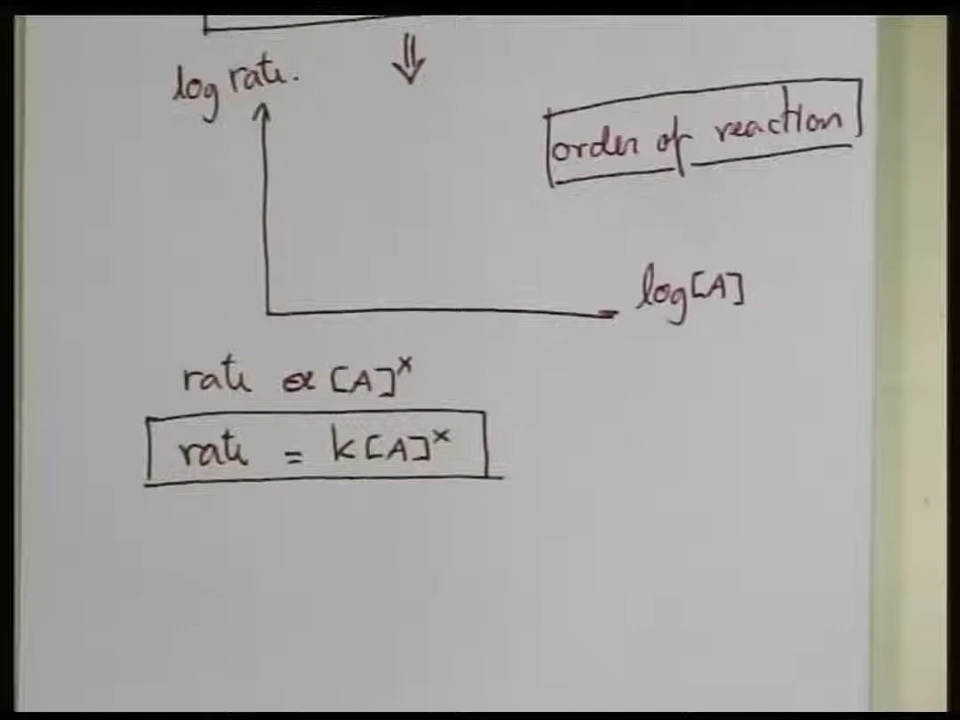 log rate.
order of reaction
log[A]
rate ∝ [A]ˣ
rate = k[A]ˣ